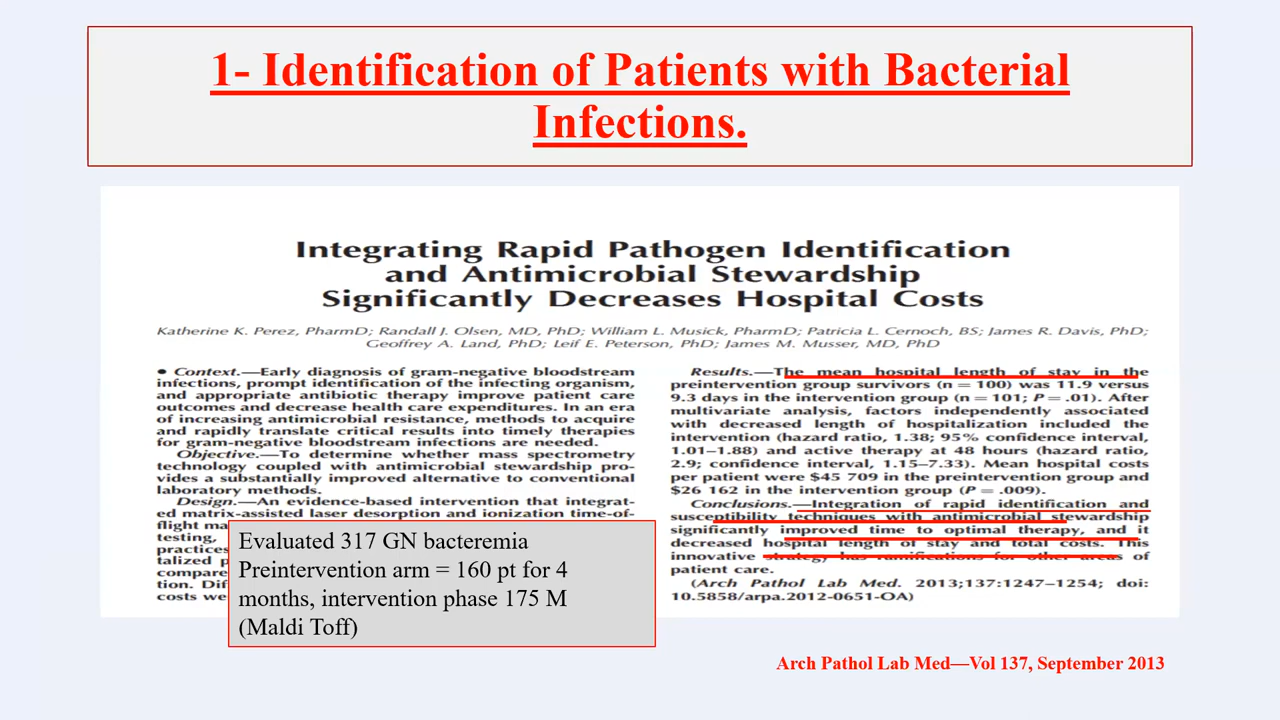 1- Identification of Patients with Bacterial
Infections.
Integrating Rapid Pathogen Identification
and Antimicrobial Stewardship
Significantly Decreases Hospital Costs
Katherine K. Perez, PharmD; Randall J. Olsen, MD, PhD; William L. Musick, PharmD; Patricia L. Cernoch, BS; James R. Davis, PhD;
Geoffrey A. Land, PhD; Leif E. Peterson, PhD; James M. Musser, MD, PhD
● Context.—Early diagnosis of gram-negative bloodstream
infections, prompt identification of the infecting organism,
and appropriate antibiotic therapy improve patient care
outcomes and decrease health care expenditures. In an era
of increasing antimicrobial resistance, methods to acquire
and rapidly translate critical results into timely therapies
for gram-negative bloodstream infections are needed.
Objective.—To determine whether mass spectrometry
technology coupled with antimicrobial stewardship pro-
vides a substantially improved alternative to conventional
laboratory methods.
Design.—An evidence-based intervention that integrat-
ed matrix-assisted laser desorption and ionization time-of-
flight ma
testing,
practices
talized p
compare
tion. Dif
costs we
Evaluated 317 GN bacteremia
Preintervention arm = 160 pt for 4
months, intervention phase 175 M
(Maldi Toff)
Results.—The mean hospital length of stay in the
preintervention group survivors (n = 100) was 11.9 versus
9.3 days in the intervention group (n = 101; P = .01). After
multivariate analysis, factors independently associated
with decreased length of hospitalization included the
intervention (hazard ratio, 1.38; 95% confidence interval,
1.01–1.88) and active therapy at 48 hours (hazard ratio,
2.9; confidence interval, 1.15–7.33). Mean hospital costs
per patient were $45 709 in the preintervention group and
$26 162 in the intervention group (P = .009).
Conclusions.—Integration of rapid identification and
susceptibility techniques with antimicrobial stewardship
significantly improved time to optimal therapy, and it
decreased hospital length of stay and total costs. This
innovative strategy has ramifications for other areas of
patient care.
(Arch Pathol Lab Med. 2013;137:1247–1254; doi:
10.5858/arpa.2012-0651-OA)
Arch Pathol Lab Med—Vol 137, September 2013